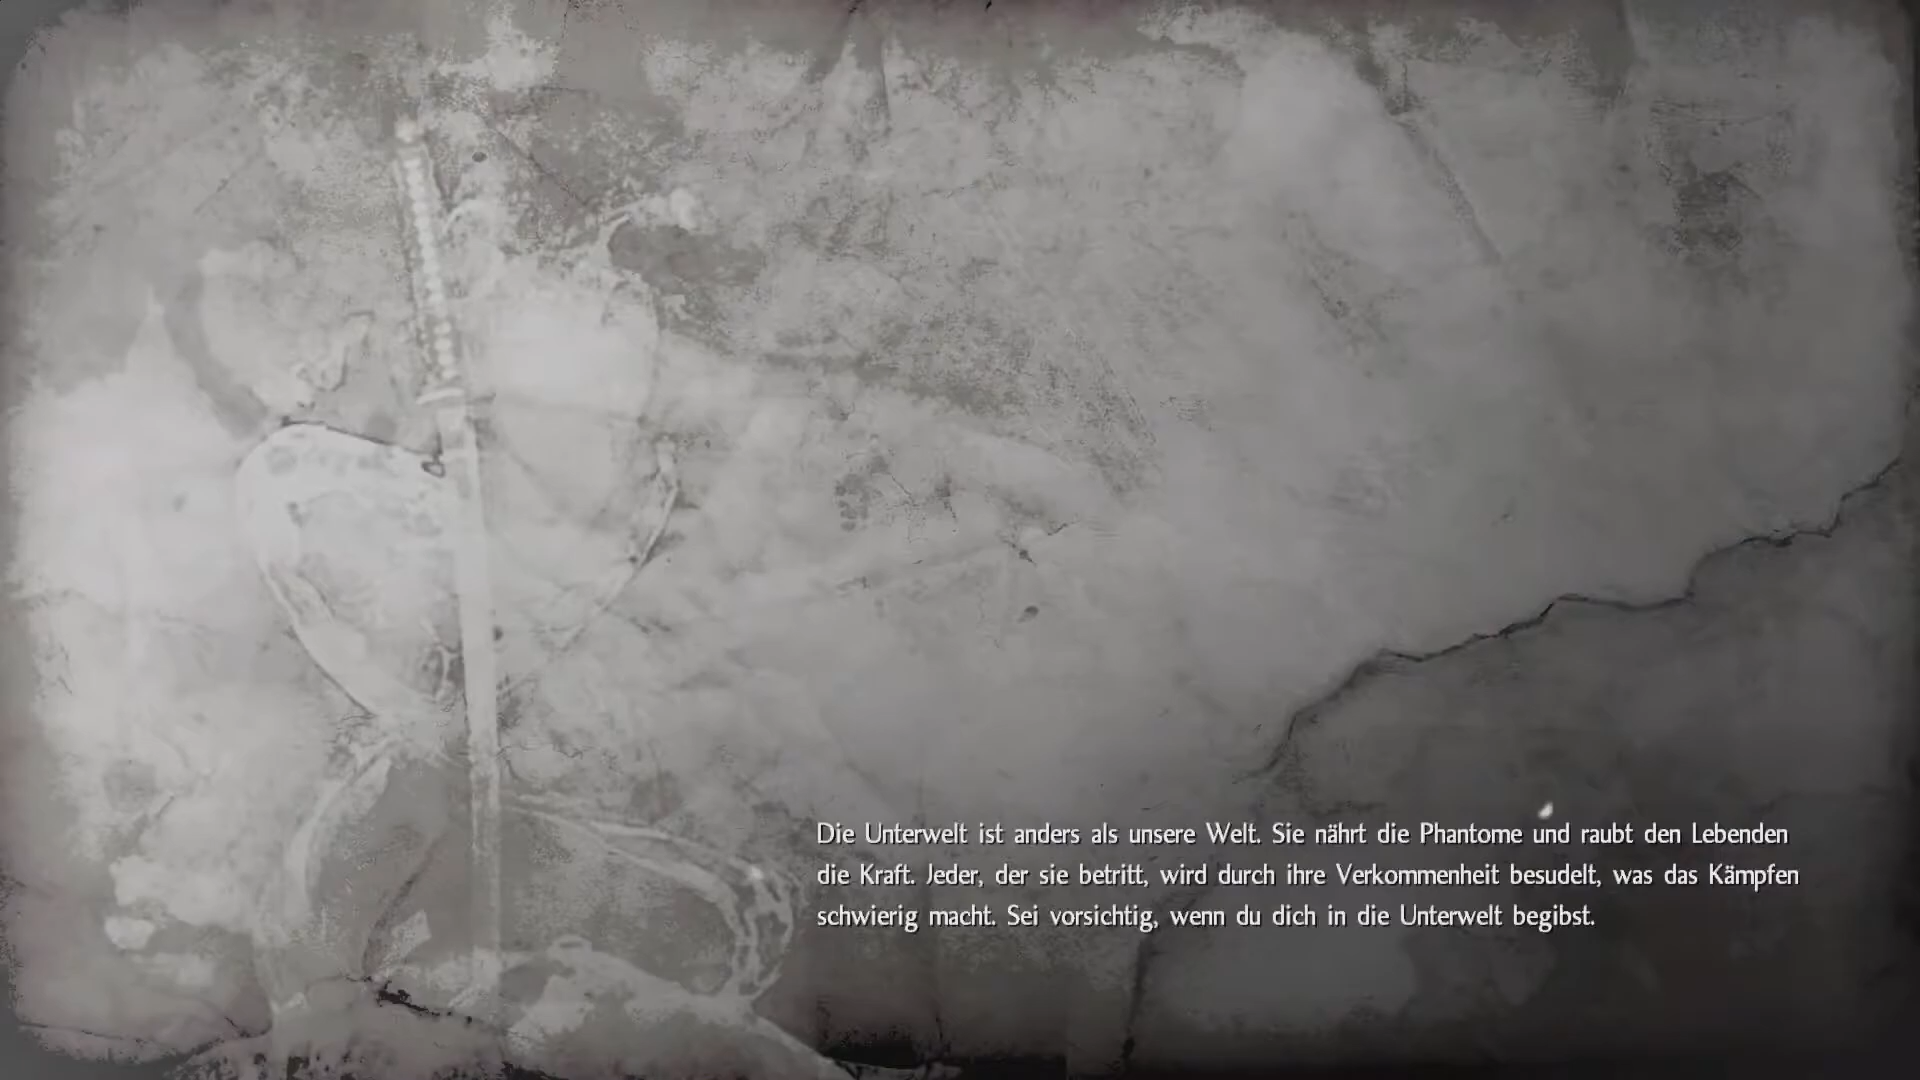 Die Unterwelt ist anders als unsere Welt. Sie nährt die Phantome und raubt den Lebenden
die Kraft. Jeder, der sie betritt, wird durch ihre Verkommenheit besudelt, was das Kämpfen
schwierig macht. Sei vorsichtig, wenn du dich in die Unterwelt begibst.